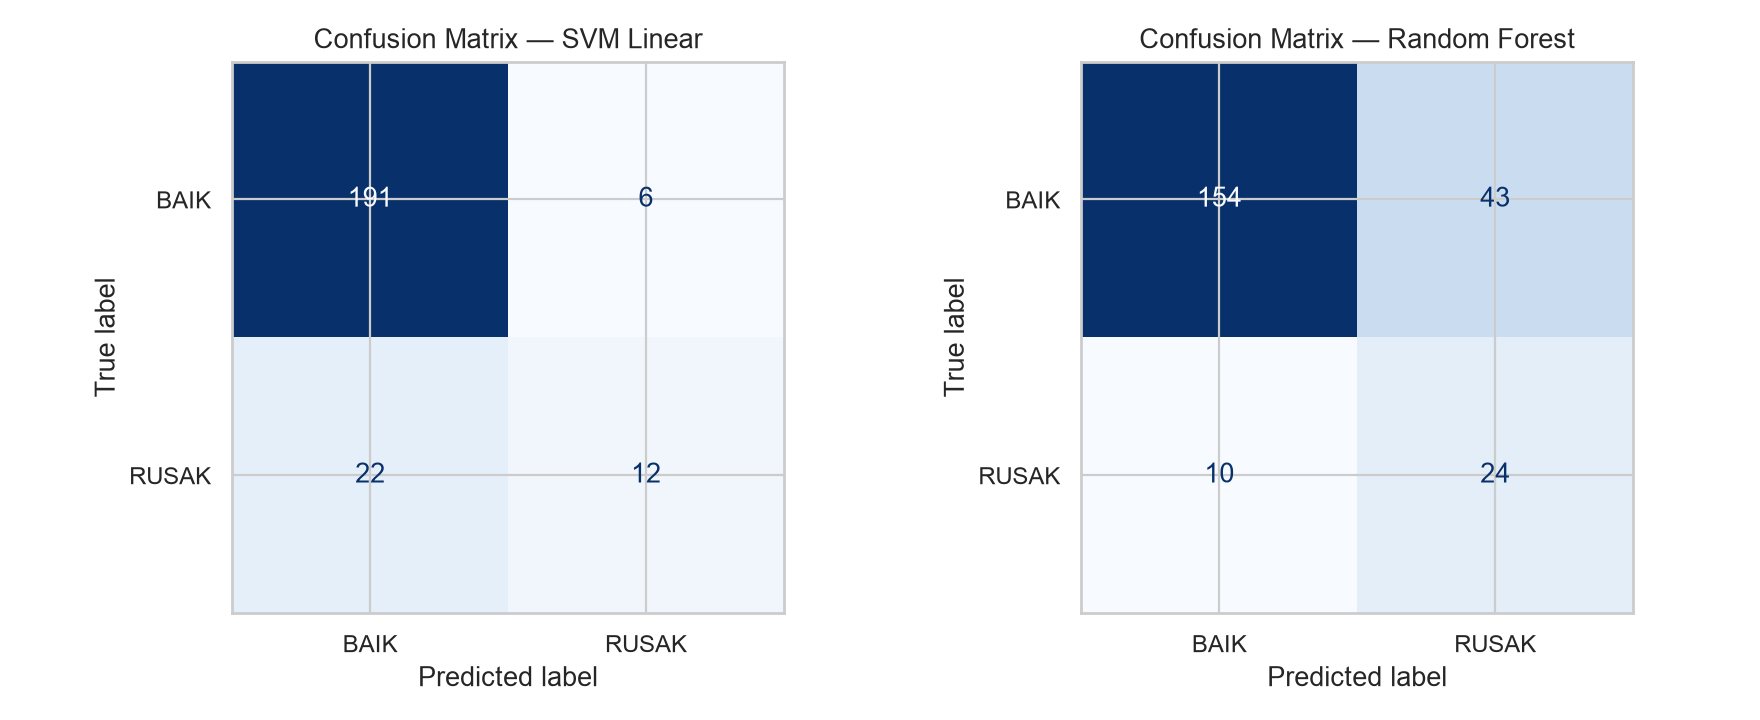 Confusion Matrix — SVM Linear
BAIK
191
6
RUSAK
22
12
True label
BAIK
RUSAK
Predicted label
Confusion Matrix — Random Forest
BAIK
154
43
RUSAK
10
24
True label
BAIK
RUSAK
Predicted label